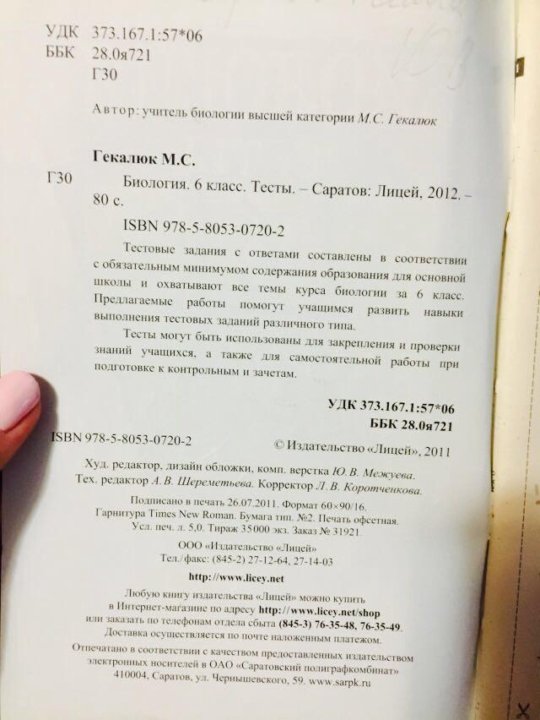 УДК 373.167.1:57*06
ББК 28.0я721
Г30
Автор: учитель биологии высшей категории М.С. Гекалюк
Гекалюк М.С.
Г30 Биология. 6 класс. Тесты. – Саратов: Лицей, 2012. –
80 с.
ISBN 978-5-8053-0720-2
Тестовые задания с ответами составлены в соответствии
с обязательным минимумом содержания образования для основной
школы и охватывают все темы курса биологии за 6 класс.
Предлагаемые работы помогут учащимся развить навыки
выполнения тестовых заданий различного типа.
Тесты могут быть использованы для закрепления и проверки
знаний учащихся, а также для самостоятельной работы при
подготовке к контрольным и зачетам.
УДК 373.167.1:57*06
ББК 28.0я721
ISBN 978-5-8053-0720-2 © Издательство «Лицей», 2011
Худ. редактор, дизайн обложки, комп. верстка Ю.В. Межуева.
Тех. редактор А.В. Шереметьева. Корректор Л.В. Коротченкова.
Подписано в печать 26.07.2011. Формат 60×90/16.
Гарнитура Times New Roman. Бумага тип. №2. Печать офсетная.
Усл. печ. л. 5,0. Тираж 35000 экз. Заказ № 31921.
ООО «Издательство «Лицей»
Тел./факс: (845-2) 27-12-64, 27-14-03
http://www.licey.net
Любую книгу издательства «Лицей» можно купить
в Интернет-магазине по адресу http://www.licey.net/shop
или заказать по телефонам отдела сбыта (845-3) 76-35-48, 76-35-49.
Доставка осуществляется по почте наложенным платежом.
Отпечатано в соответствии с качеством предоставленных издательством
электронных носителей в ОАО «Саратовский полиграфкомбинат»
410004, Саратов, ул. Чернышевского, 59. www.sarpk.ru